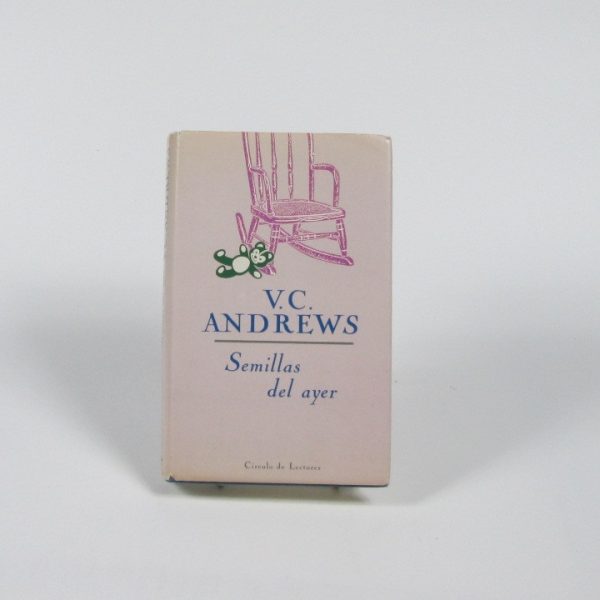 V.C.
ANDREWS
Semillas
del ayer
Círculo de Lectores